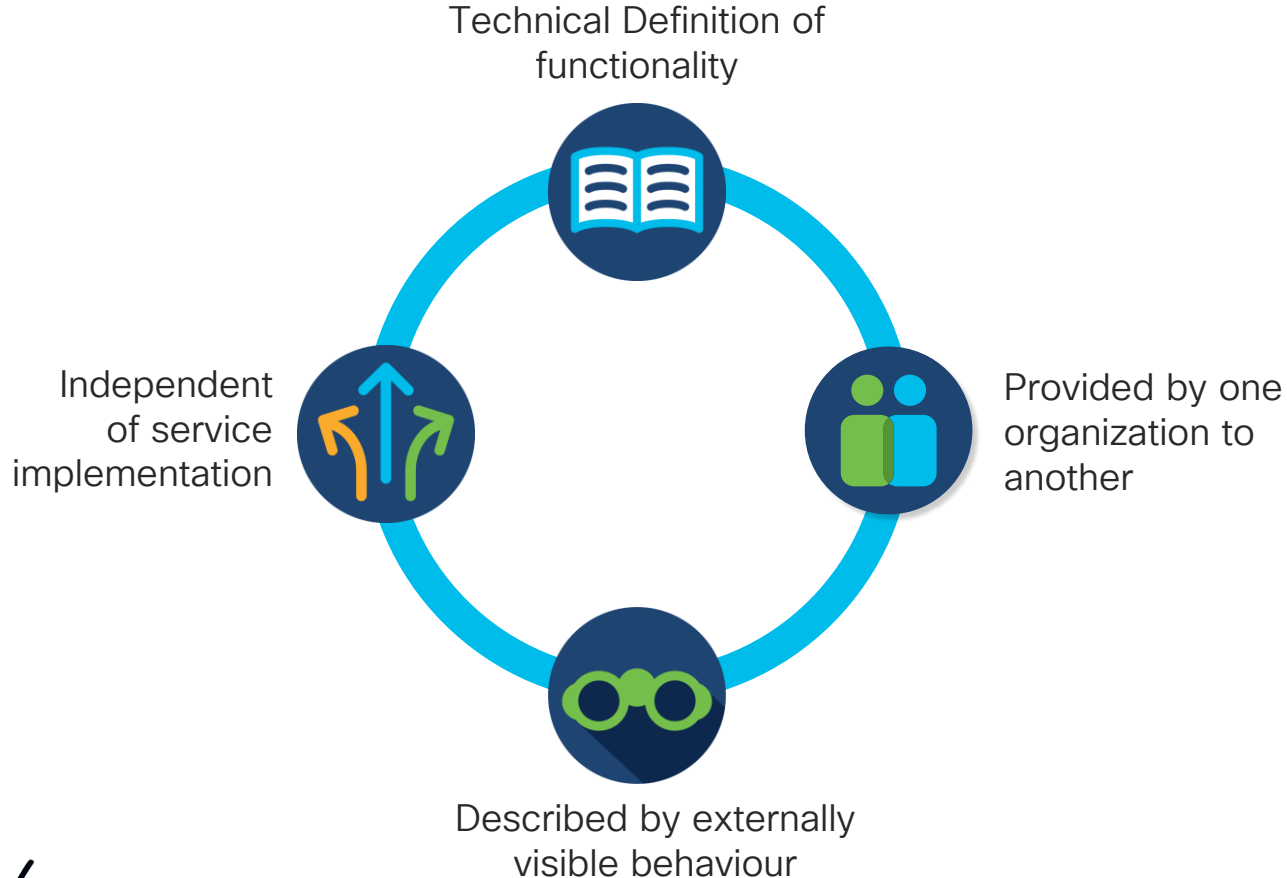 Technical Definition of
functionality
Independent
of service
implementation
Provided by one
organization to
another
Described by externally
visible behaviour